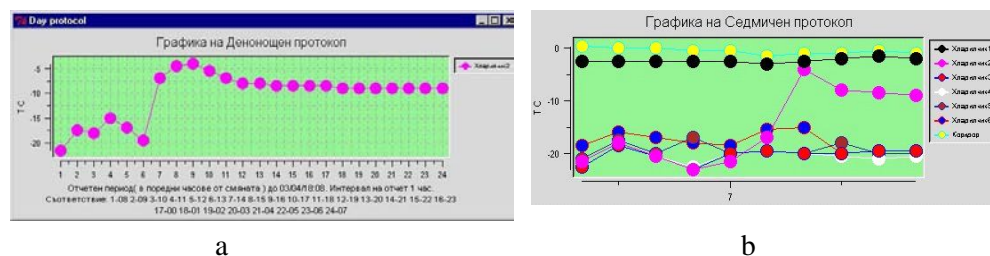 Day protocol
Графика на Денонощен протокол
Хладилник2
-5
-10
-15
-20
T C
1 2 3 4 5 6 7 8 9 10 11 12 13 14 15 16 17 18 19 20 21 22 23 24
Отчетен период( в поредни часове от смяната ) до 03/04/18:08. Интервал на отчет 1 час.
Съответствие: 1-08 2-09 3-10 4-11 5-12 6-13 7-14 8-15 9-16 10-17 11-18 12-19 13-20 14-21 15-22 16-23
17-00 18-01 19-02 20-03 21-04 22-05 23-06 24-07
a
Графика на Седмичен протокол
0
-10
-20
T C
7
Хладилник1
Хладилник2
Хладилник3
Хладилник4
Хладилник5
Хладилник6
Коридор
b